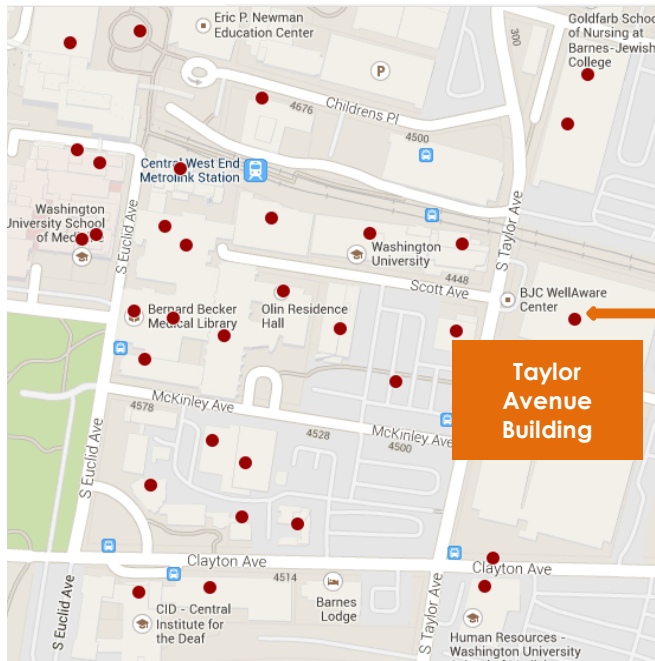 Eric P. Newman
Education Center
Goldfarb Schoo
of Nursing at
Barnes-Jewish
College
300
P
4676
Childrens Pl
4500
Central West End
Metrolink Station
S Taylor Ave
Washington
University School
of Medicine
S Euclid Ave
Washington
University
4448
Scott Ave
BJC WellAware
Center
Bernard Becker
Medical Library
Olin Residence
Hall
Taylor
Avenue
Building
McKinley Ave
4578
4528
McKinley Ave
4500
S Euclid Ave
Clayton Ave
Clayton Ave
4514
CID - Central
Institute for
the Deaf
Barnes
Lodge
S Euclid Ave
S Taylor Ave
Human Resources -
Washington University